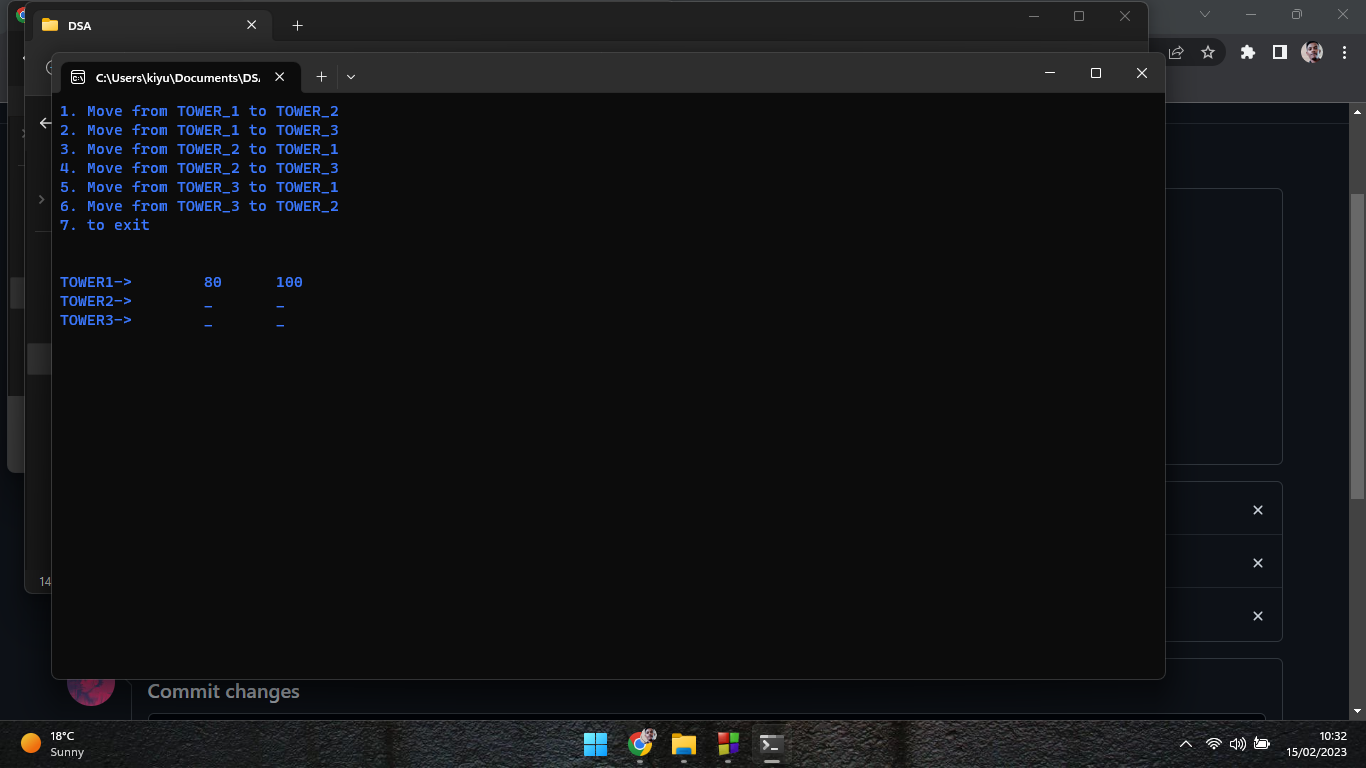 DSA
C:\Users\kiyu\Documents\DSA
1. Move from TOWER_1 to TOWER_2
2. Move from TOWER_1 to TOWER_3
3. Move from TOWER_2 to TOWER_1
4. Move from TOWER_2 to TOWER_3
5. Move from TOWER_3 to TOWER_1
6. Move from TOWER_3 to TOWER_2
7. to exit
TOWER1-> 80 100
TOWER2-> _ _
TOWER3-> _ _
14
Commit changes
18°C
Sunny
10:32
15/02/2023